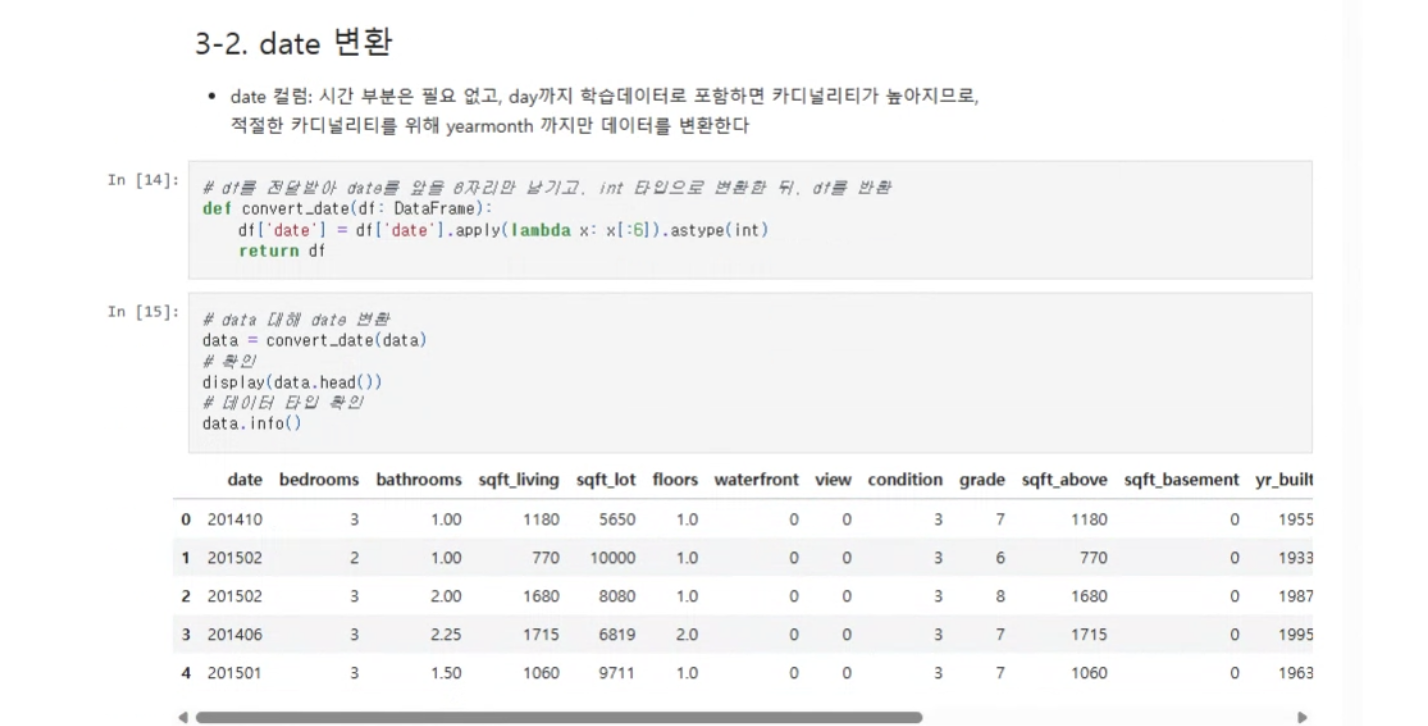 3-2. date 변환
• date 컬럼: 시간 부분은 필요 없고, day까지 학습데이터로 포함하면 카디널리티가 높아지므로,
적절한 카디널리티를 위해 yearmonth 까지만 데이터를 변환한다
In [14]:
# df를 전달받아 date를 앞을 6자리만 남기고, int 타입으로 변환한 뒤, df를 반환
def convert_date(df: DataFrame):
    df['date'] = df['date'].apply(lambda x: x[:6]).astype(int)
    return df
In [15]:
# data 대해 date 변환
data = convert_date(data)
# 확인
display(data.head())
# 데이터 타입 확인
data.info()
date bedrooms bathrooms sqft_living sqft_lot floors waterfront view condition grade sqft_above sqft_basement yr_built
0 201410 3 1.00 1180 5650 1.0 0 0 3 7 1180 0 1955
1 201502 2 1.00 770 10000 1.0 0 0 3 6 770 0 1933
2 201502 3 2.00 1680 8080 1.0 0 0 3 8 1680 0 1987
3 201406 3 2.25 1715 6819 2.0 0 0 3 7 1715 0 1995
4 201501 3 1.50 1060 9711 1.0 0 0 3 7 1060 0 1963